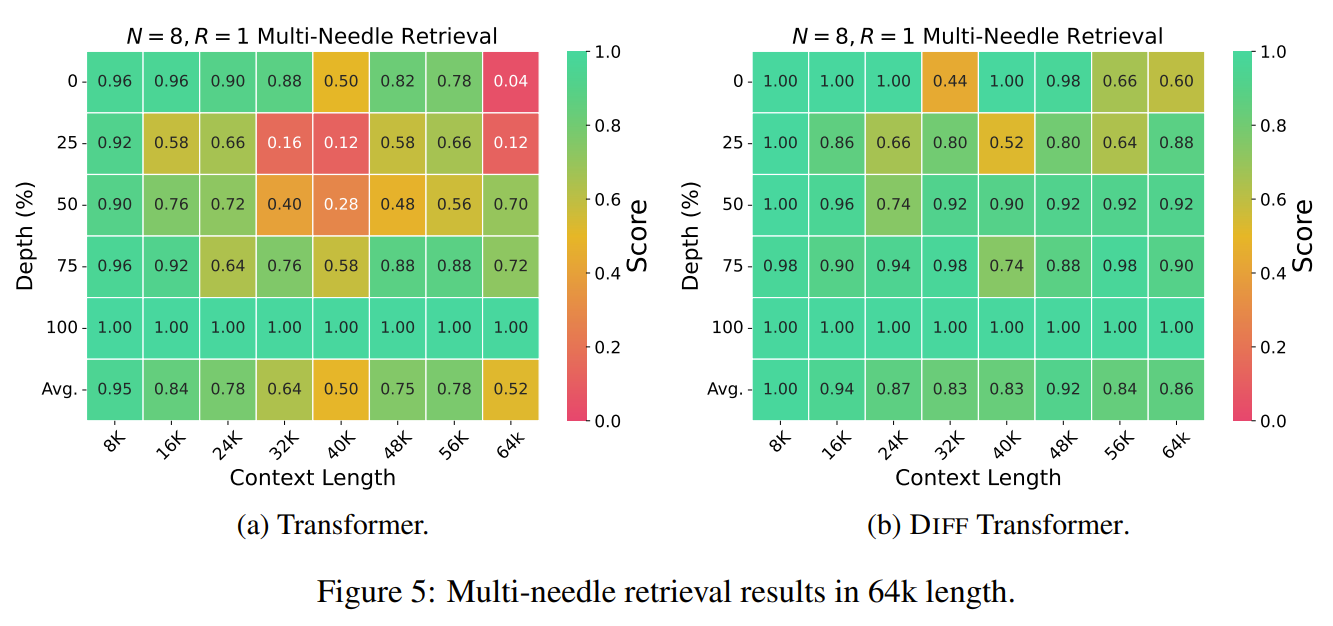 N = 8, R = 1 Multi-Needle Retrieval
0 0.96 0.96 0.90 0.88 0.50 0.82 0.78 0.04
25 0.92 0.58 0.66 0.16 0.12 0.58 0.66 0.12
50 0.90 0.76 0.72 0.40 0.28 0.48 0.56 0.70
75 0.96 0.92 0.64 0.76 0.58 0.88 0.88 0.72
100 1.00 1.00 1.00 1.00 1.00 1.00 1.00 1.00
Avg. 0.95 0.84 0.78 0.64 0.50 0.75 0.78 0.52
8K 16K 24K 32K 40K 48K 56K 64k
Depth (%)
Context Length
1.0
0.8
0.6
0.4
0.2
0.0
Score
(a) Transformer.
N = 8, R = 1 Multi-Needle Retrieval
0 1.00 1.00 1.00 0.44 1.00 0.98 0.66 0.60
25 1.00 0.86 0.66 0.80 0.52 0.80 0.64 0.88
50 1.00 0.96 0.74 0.92 0.90 0.92 0.92 0.92
75 0.98 0.90 0.94 0.98 0.74 0.88 0.98 0.90
100 1.00 1.00 1.00 1.00 1.00 1.00 1.00 1.00
Avg. 1.00 0.94 0.87 0.83 0.83 0.92 0.84 0.86
8K 16K 24K 32K 40K 48K 56K 64k
Depth (%)
Context Length
1.0
0.8
0.6
0.4
0.2
0.0
Score
(b) DIFF Transformer.
Figure 5: Multi-needle retrieval results in 64k length.